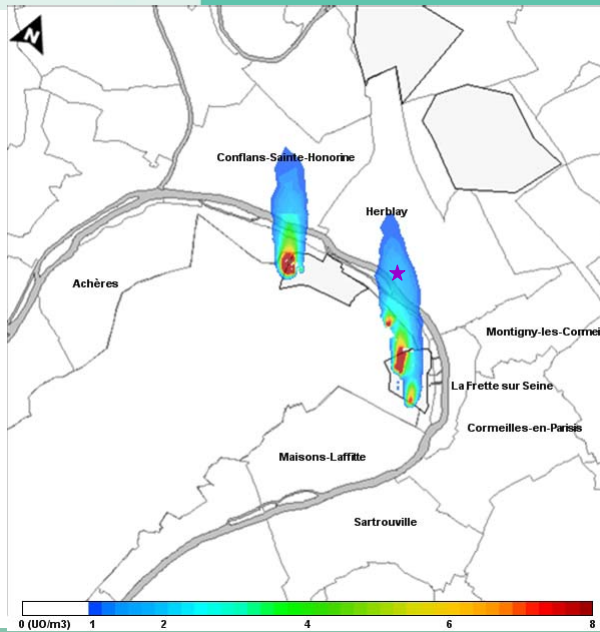 N
Conflans-Sainte-Honorine
Herblay
Achères
Montigny-les-Cormei
La Frette sur Seine
Cormeilles-en-Parisis
Maisons-Laffitte
Sartrouville
0 (UO/m3) 1 2 4 6 8